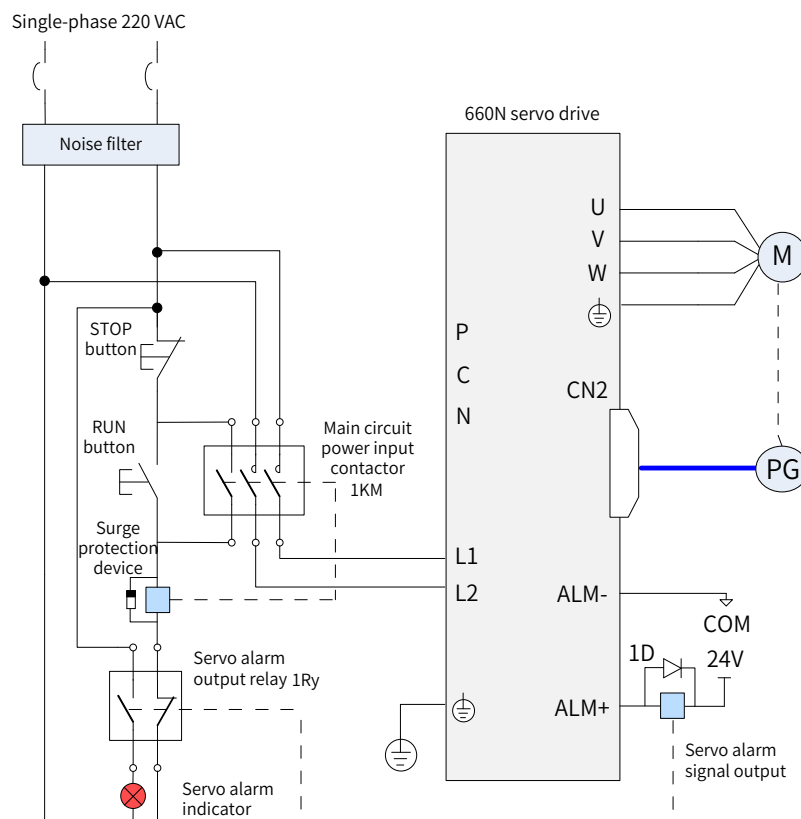 Single-phase 220 VAC
660N servo drive
Noise filter
U
V
M
W
STOP
button
P
C
CN2
N
RUN
button
Main circuit
power input
contactor
1KM
PG
Surge
protection
device
L1
L2
ALM-
COM
Servo alarm
output relay 1Ry
1D
24V
ALM+
Servo alarm
signal output
Servo alarm
indicator